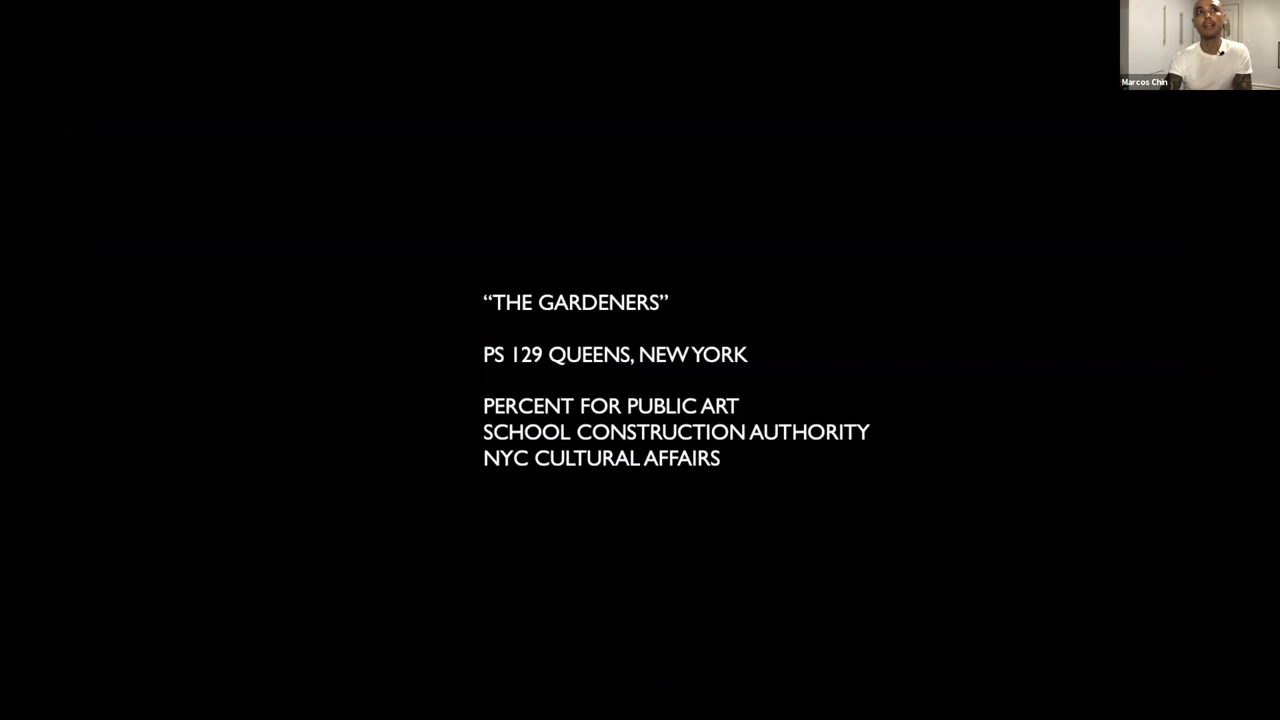 Marcos Chin
“THE GARDENERS”
PS 129 QUEENS, NEW YORK
PERCENT FOR PUBLIC ART
SCHOOL CONSTRUCTION AUTHORITY
NYC CULTURAL AFFAIRS